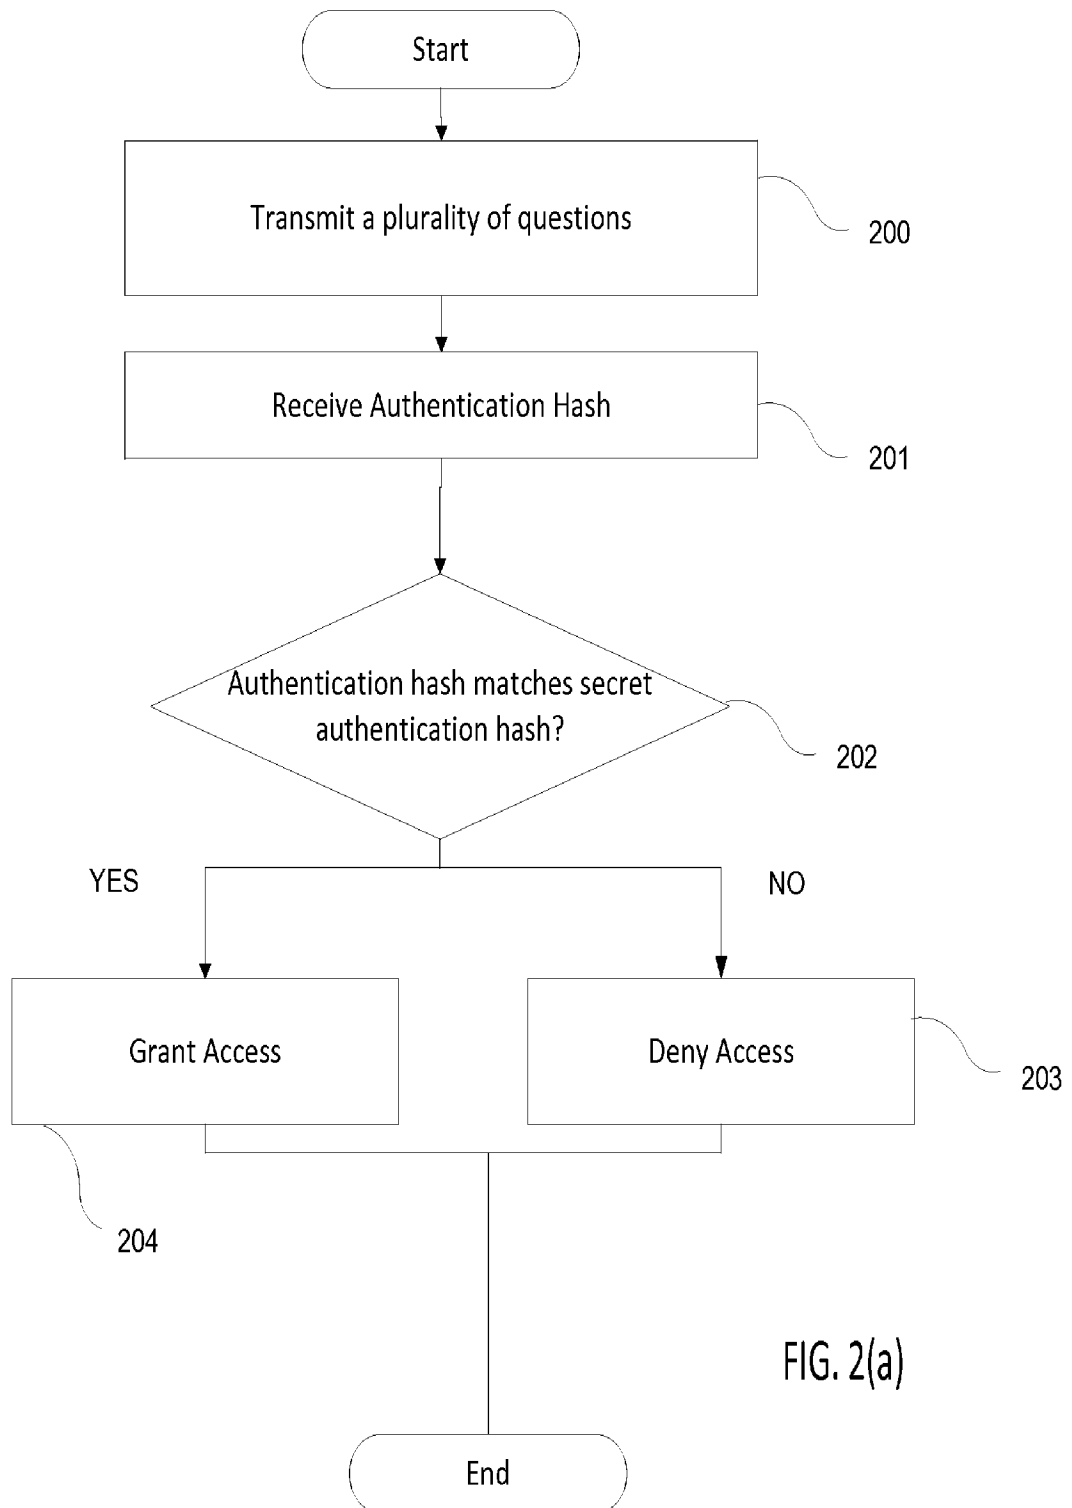 Start
Transmit a plurality of questions
200
Receive Authentication Hash
201
Authentication hash matches secret
authentication hash?
202
YES
NO
Grant Access
Deny Access
203
204
FIG. 2(a)
End